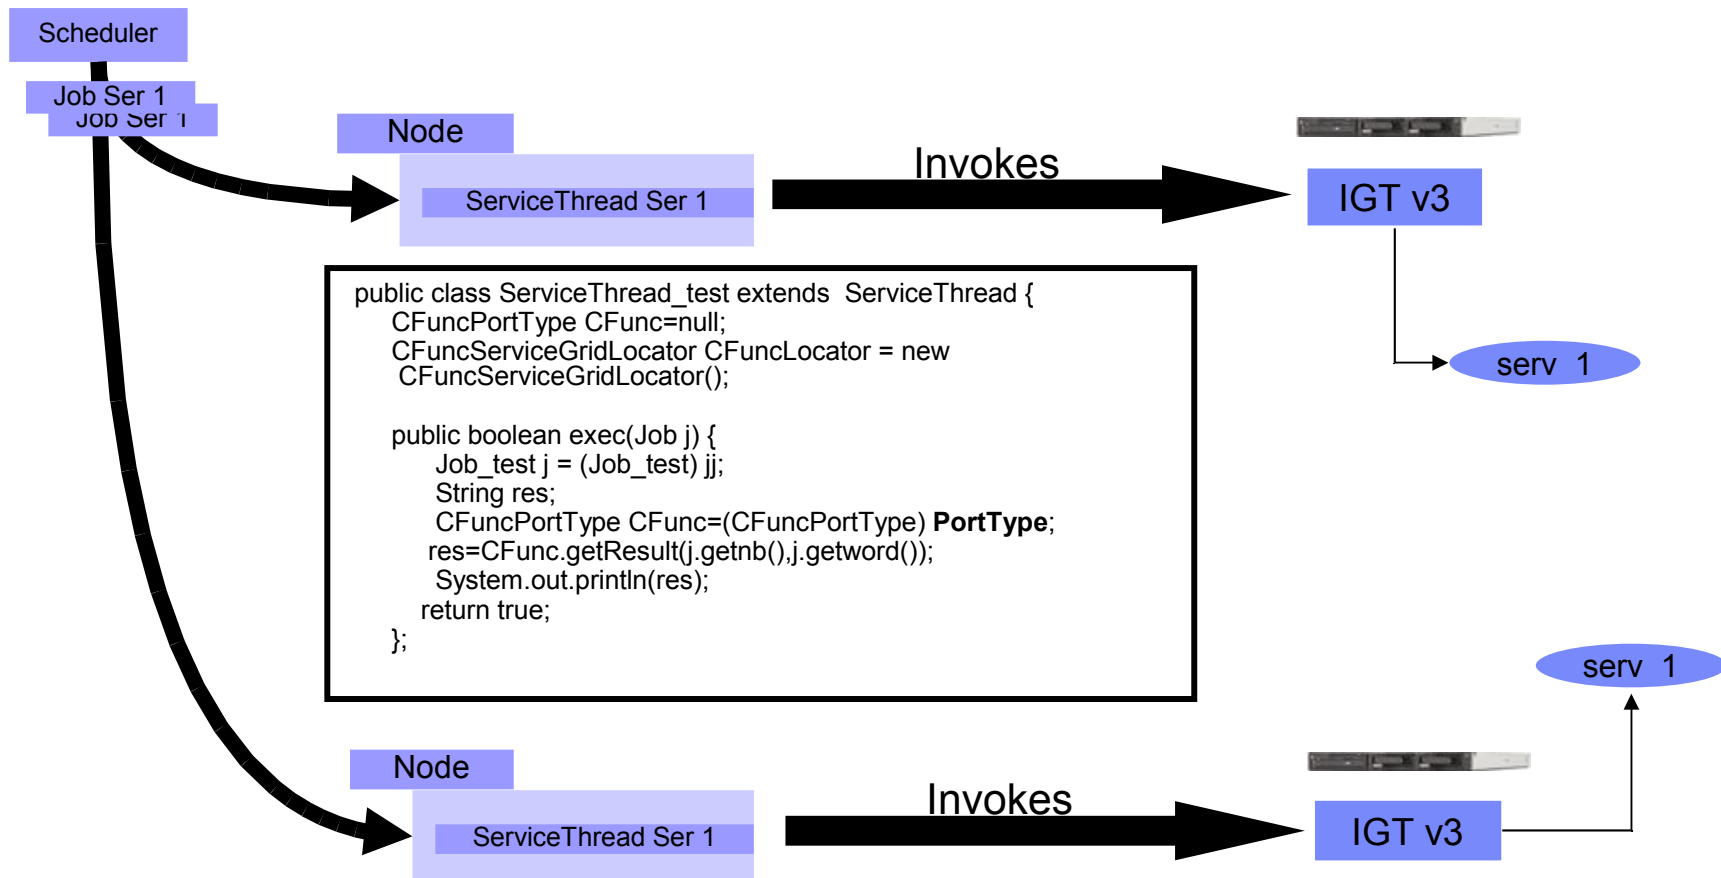 Scheduler
Job Ser 1
Job Ser 1
Node
ServiceThread Ser 1
Invokes
IGT v3
serv 1
public class ServiceThread_test extends ServiceThread {
CFuncPortType CFunc=null;
CFuncServiceGridLocator CFuncLocator = new
CFuncServiceGridLocator();
public boolean exec(Job j) {
Job_test j = (Job_test) jj;
String res;
CFuncPortType CFunc=(CFuncPortType) PortType;
res=CFunc.getResult(j.getnb(),j.getword());
System.out.println(res);
return true;
};
serv 1
Node
ServiceThread Ser 1
Invokes
IGT v3